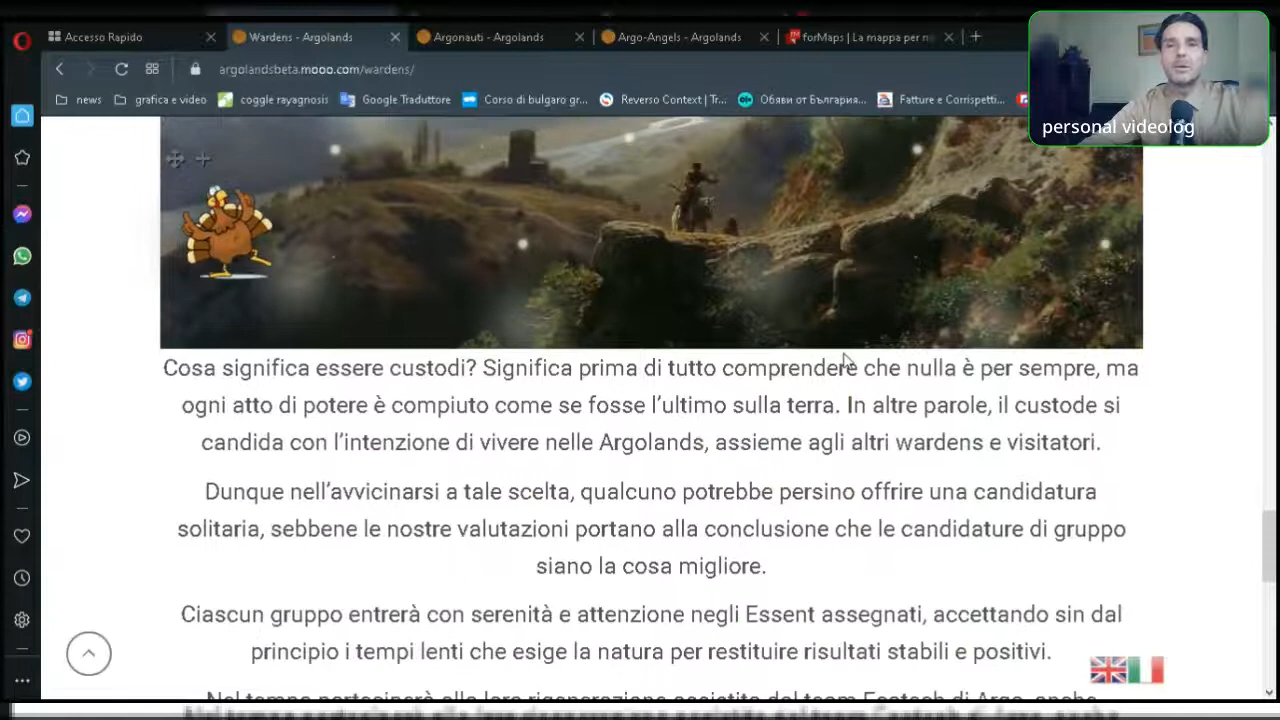 Accesso Rapido
Wardens - Argolands
Argonauti - Argolands
Argo-Angels - Argolands
forMaps | La mappa per n
argolandsbeta.mooo.com/wardens/
news
grafica e video
coggle rayagnosi
Google Traduttore
Corso di bulgaro gr...
Reverso Context | Tr...
Обяви от България...
Fatture e Corrispetti...
personal videolog
Cosa significa essere custodi? Significa prima di tutto comprendere che nulla è per sempre, ma
ogni atto di potere è compiuto come se fosse l’ultimo sulla terra. In altre parole, il custode si
candida con l’intenzione di vivere nelle Argolands, assieme agli altri wardens e visitatori.
Dunque nell’avvicinarsi a tale scelta, qualcuno potrebbe persino offrire una candidatura
solitaria, sebbene le nostre valutazioni portano alla conclusione che le candidature di gruppo
siano la cosa migliore.
Ciascun gruppo entrerà con serenità e attenzione negli Essent assegnati, accettando sin dal
principio i tempi lenti che esige la natura per restituire risultati stabili e positivi.